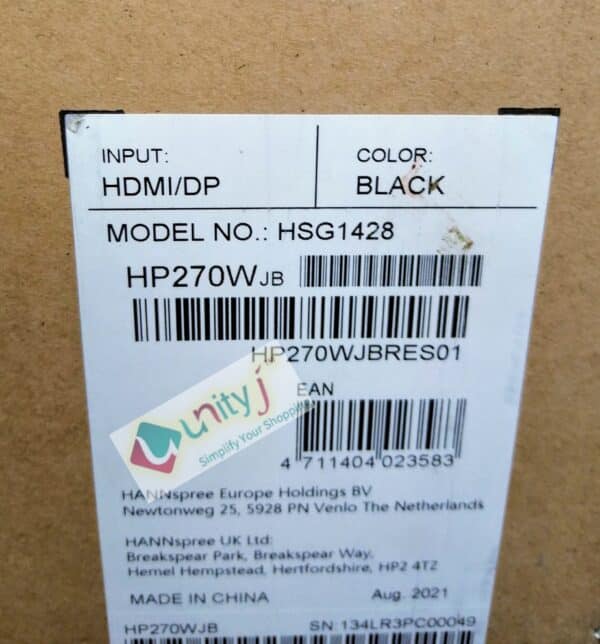 INPUT:
HDMI/DP
COLOR:
BLACK
MODEL NO.: HSG1428
HP270WJB
HP270WJBRES01
EAN
4 711404 023583
unityj
Simplify Your Shopping
HANNspree Europe Holdings BV
Newtonweg 25, 5928 PN Venlo The Netherlands
HANNspree UK Ltd:
Breakspear Park, Breakspear Way,
Hemel Hempstead, Hertfordshire, HP2 4TZ
MADE IN CHINA
Aug. 2021
HP270WJB
SN:134LR3PC00049